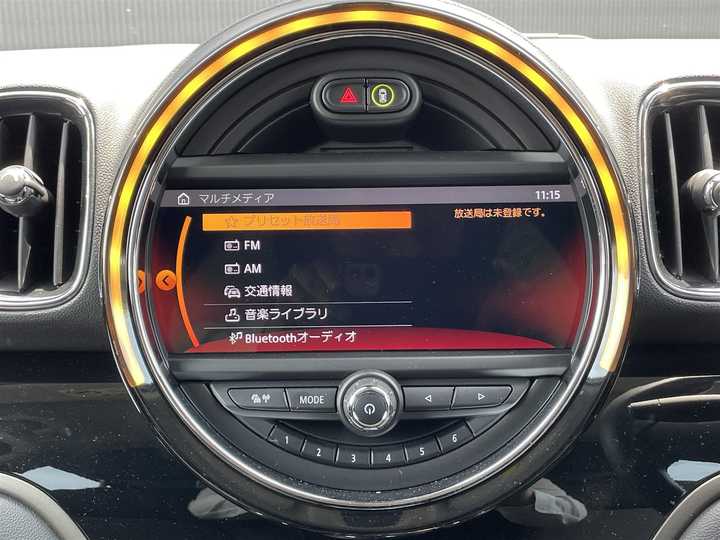 マルチメディア 11:15
プリセット放送局 放送局は未登録です。
FM
AM
交通情報
音楽ライブラリ
Bluetoothオーディオ
MODE
1 2 3 4 5 6